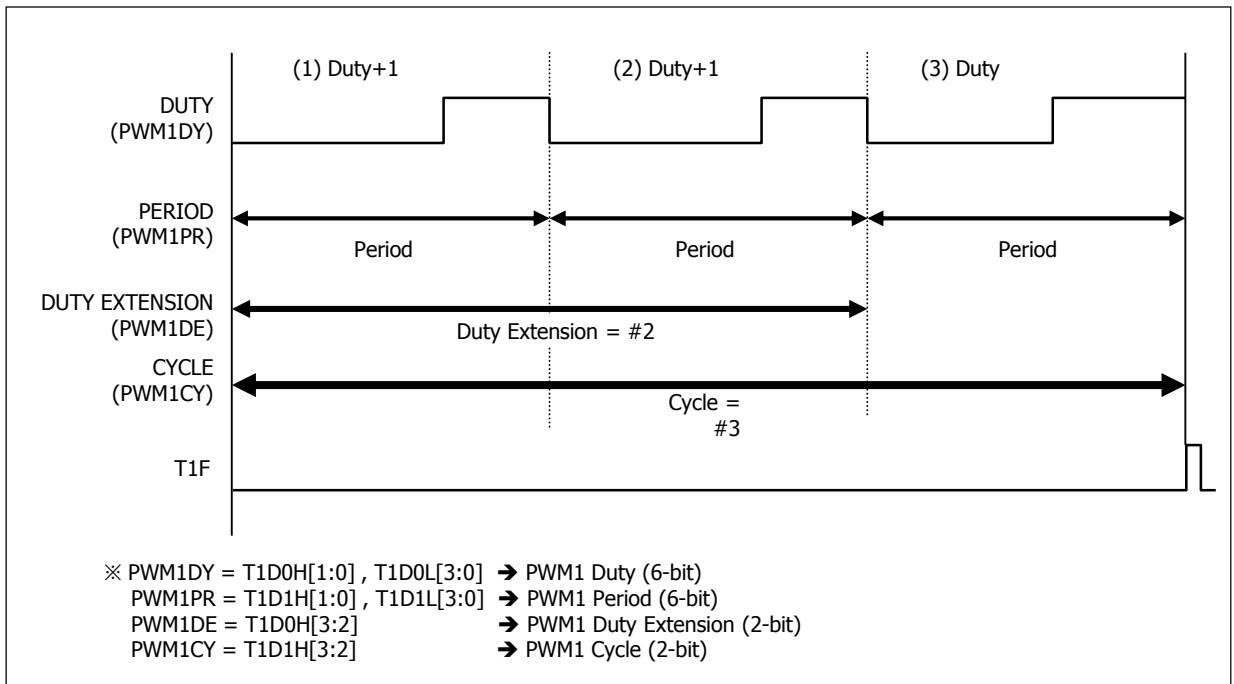 (1) Duty+1 (2) Duty+1 (3) Duty
DUTY
(PWM1DY)
PERIOD
(PWM1PR)
Period Period Period
DUTY EXTENSION
(PWM1DE)
Duty Extension = #2
CYCLE
(PWM1CY)
Cycle =
#3
T1F
※ PWM1DY = T1D0H[1:0] , T1D0L[3:0] ➔ PWM1 Duty (6-bit)
PWM1PR = T1D1H[1:0] , T1D1L[3:0] ➔ PWM1 Period (6-bit)
PWM1DE = T1D0H[3:2] ➔ PWM1 Duty Extension (2-bit)
PWM1CY = T1D1H[3:2] ➔ PWM1 Cycle (2-bit)